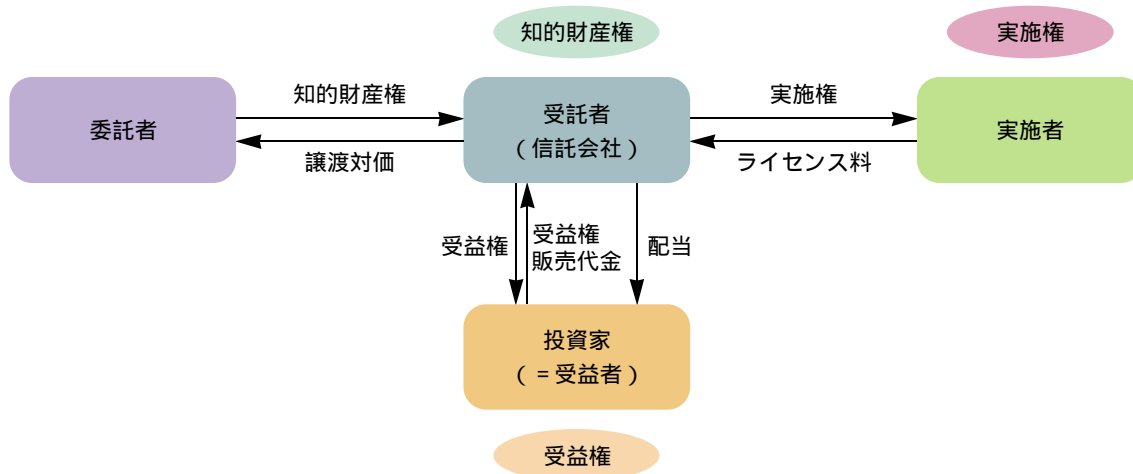 知的財産権
実施権
委託者
知的財産権
譲渡対価
受託者
(信託会社)
実施権
ライセンス料
実施者
受益権
受益権
販売代金
配当
投資家
(=受益者)
受益権